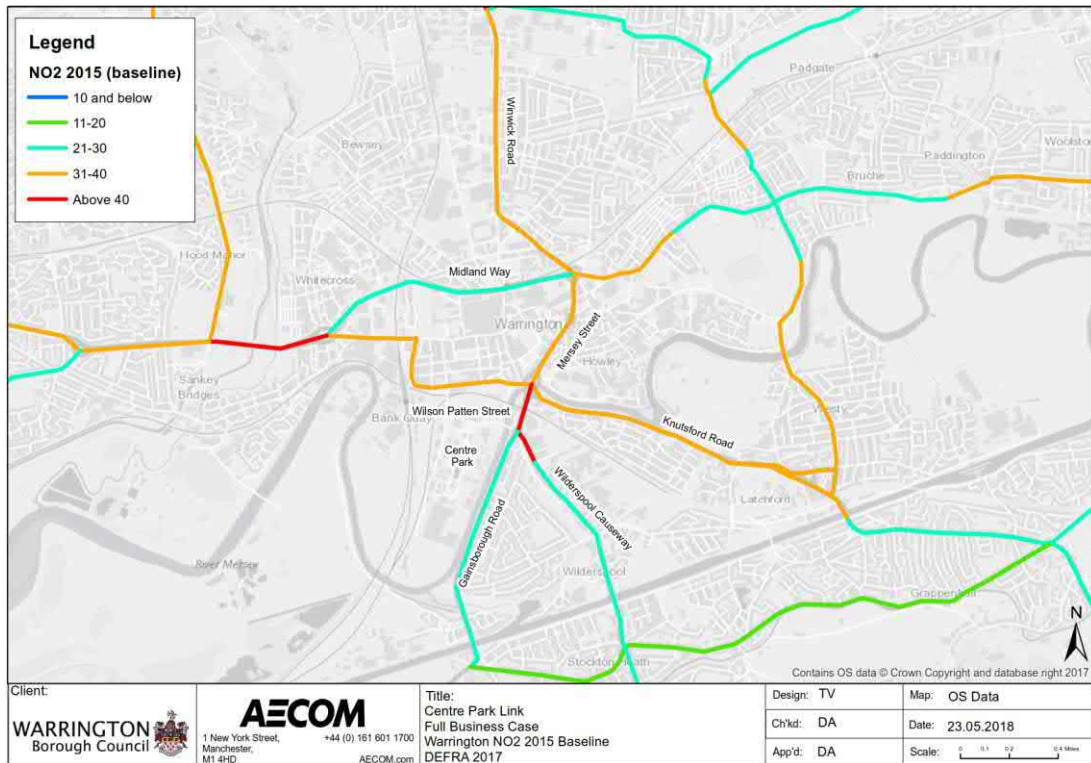 Legend
NO2 2015 (baseline)
10 and below
11-20
21-30
31-40
Above 40
Padgate
Winwick Road
Bewsey
Paddington
Woolston
Bruche
Hood Manor
Whitecross
Midland Way
Warrington
Mersey Street
Howley
Sankey
Bridges
Bank Quay
Wilson Patten Street
Westy
Knutsford Road
Centre
Park
Wilderspool Causeway
Latchford
Gainsborough Road
River Mersey
Wilderspool
Grappenhall
Stockton Heath
N
Contains OS data © Crown Copyright and database right 2017
Client:
WARRINGTON
Borough Council
AECOM
1 New York Street,
Manchester,
M1 4HD
+44 (0) 161 601 1700
AECOM.com
Title:
Centre Park Link
Full Business Case
Warrington NO2 2015 Baseline
DEFRA 2017
Design: TV
Ch'kd: DA
App'd: DA
Map: OS Data
Date: 23.05.2018
Scale: 0 0.1 0.2 0.4 Miles